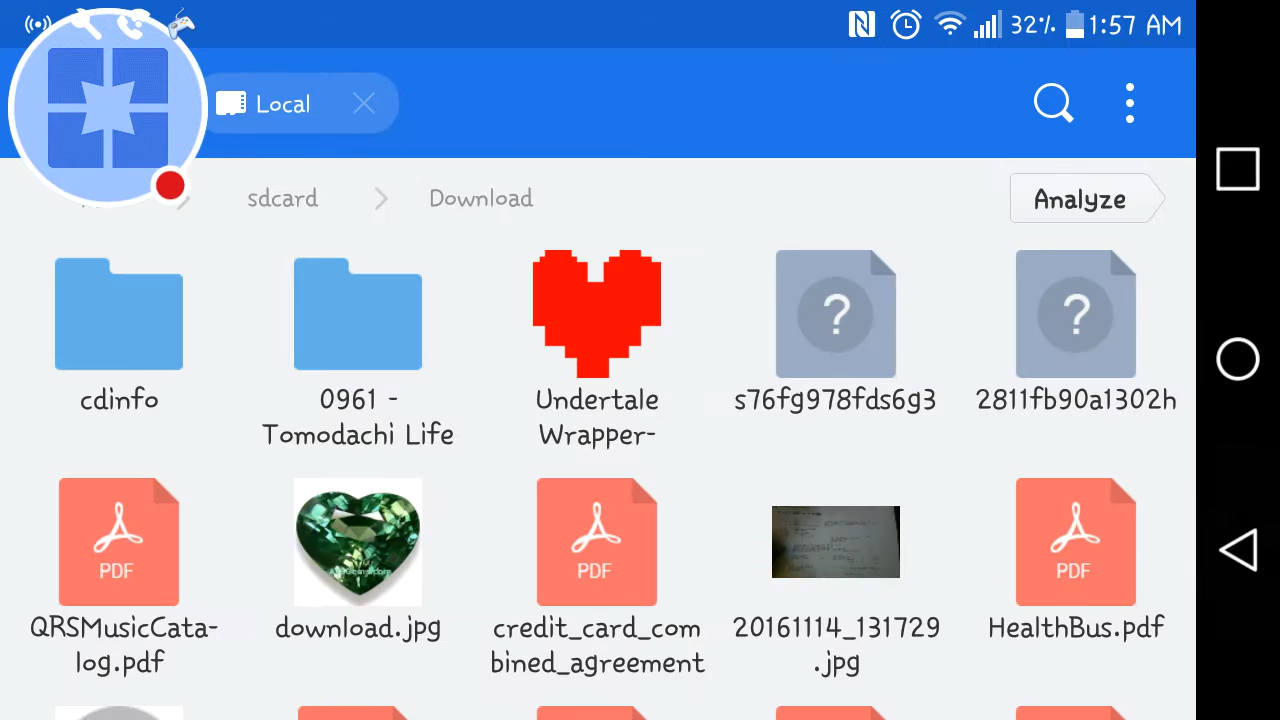 32% 1:57 AM
Local
sdcard > Download
Analyze
cdinfo
0961 -
Tomodachi Life
Undertale
Wrapper-
s76fg978fds6g3
2811fb90a1302h
PDF
QRSMusicCata-
log.pdf
download.jpg
PDF
credit_card_com
bined_agreement
20161114_131729
.jpg
PDF
HealthBus.pdf